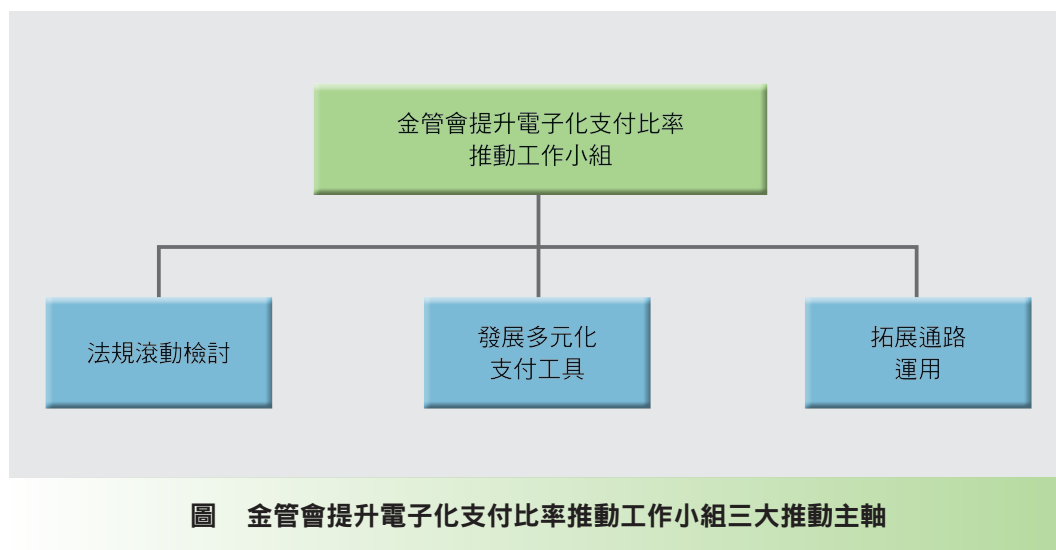 金管會提升電子化支付比率
推動工作小組
法規滾動檢討
發展多元化
支付工具
拓展通路
運用
圖　金管會提升電子化支付比率推動工作小組三大推動主軸